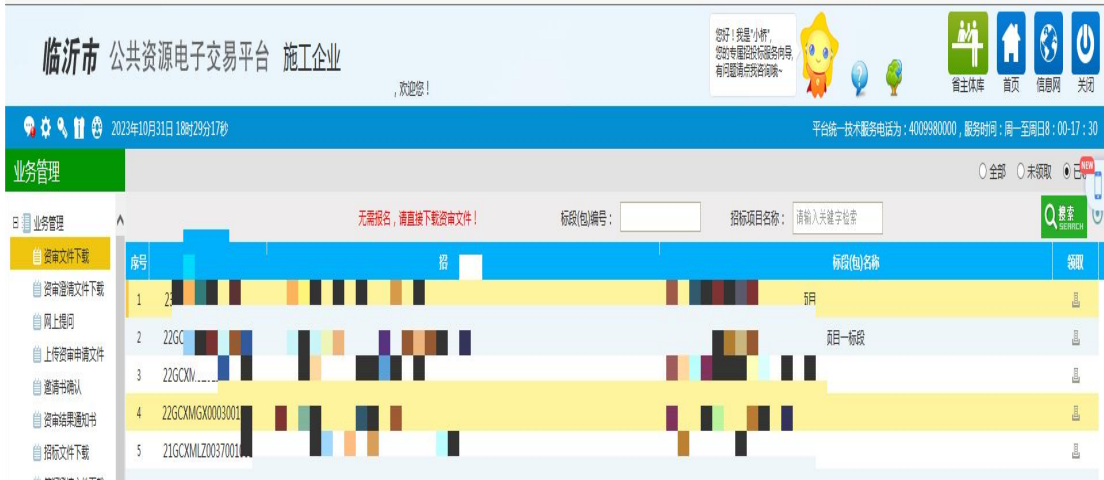 临沂市 公共资源电子交易平台 施工企业
，欢迎您！
您好！我是"小桥"，
您的专属招投标服务向导，
有问题请点我咨询哦~
省主体库 首页 信息网 关闭
2023年10月31日 18时29分17秒
平台统一技术服务电话为：4009980000，服务时间：周一至周日8：00-17：30
业务管理
全部 未领取 已
NEW
业务管理
无需报名，请直接下载资审文件！ 标段(包)编号： 招标项目名称： 请输入关键字检索 搜索
SEARCH
资审文件下载
序号 招 标段(包)名称 领取
资审澄清文件下载
1 2 项目
网上提问
2 22GC 项目一标段
上传资审申请文件
3 22GCXM
邀请书确认
4 22GCXMGX0003001
资审结果通知书
5 21GCXMLZ0037001
招标文件下载